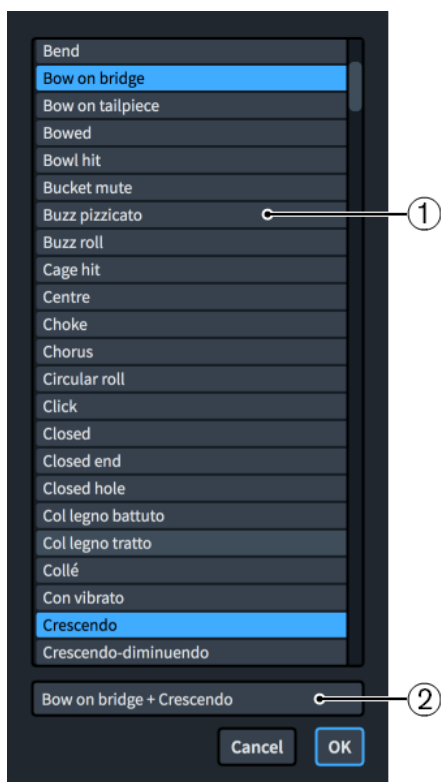 Bend
Bow on bridge
Bow on tailpiece
Bowed
Bowl hit
Bucket mute
Buzz pizzicato
1
Buzz roll
Cage hit
Centre
Choke
Chorus
Circular roll
Click
Closed
Closed end
Closed hole
Col legno battuto
Col legno tratto
Collé
Con vibrato
Crescendo
Crescendo-diminuendo
Bow on bridge + Crescendo
2
Cancel
OK